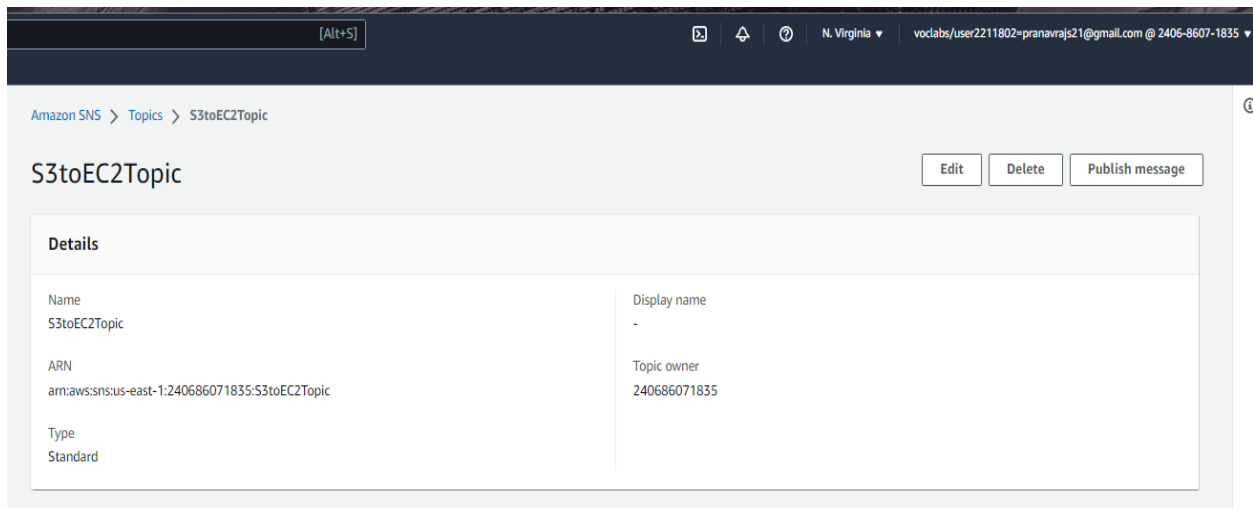 [Alt+S]
N. Virginia ▼ voclabs/user2211802=pranavrajs21@gmail.com @ 2406-8607-1835 ▼
Amazon SNS > Topics > S3toEC2Topic
S3toEC2Topic
Edit Delete Publish message
Details
Name
S3toEC2Topic
Display name
-
ARN
arn:aws:sns:us-east-1:240686071835:S3toEC2Topic
Topic owner
240686071835
Type
Standard